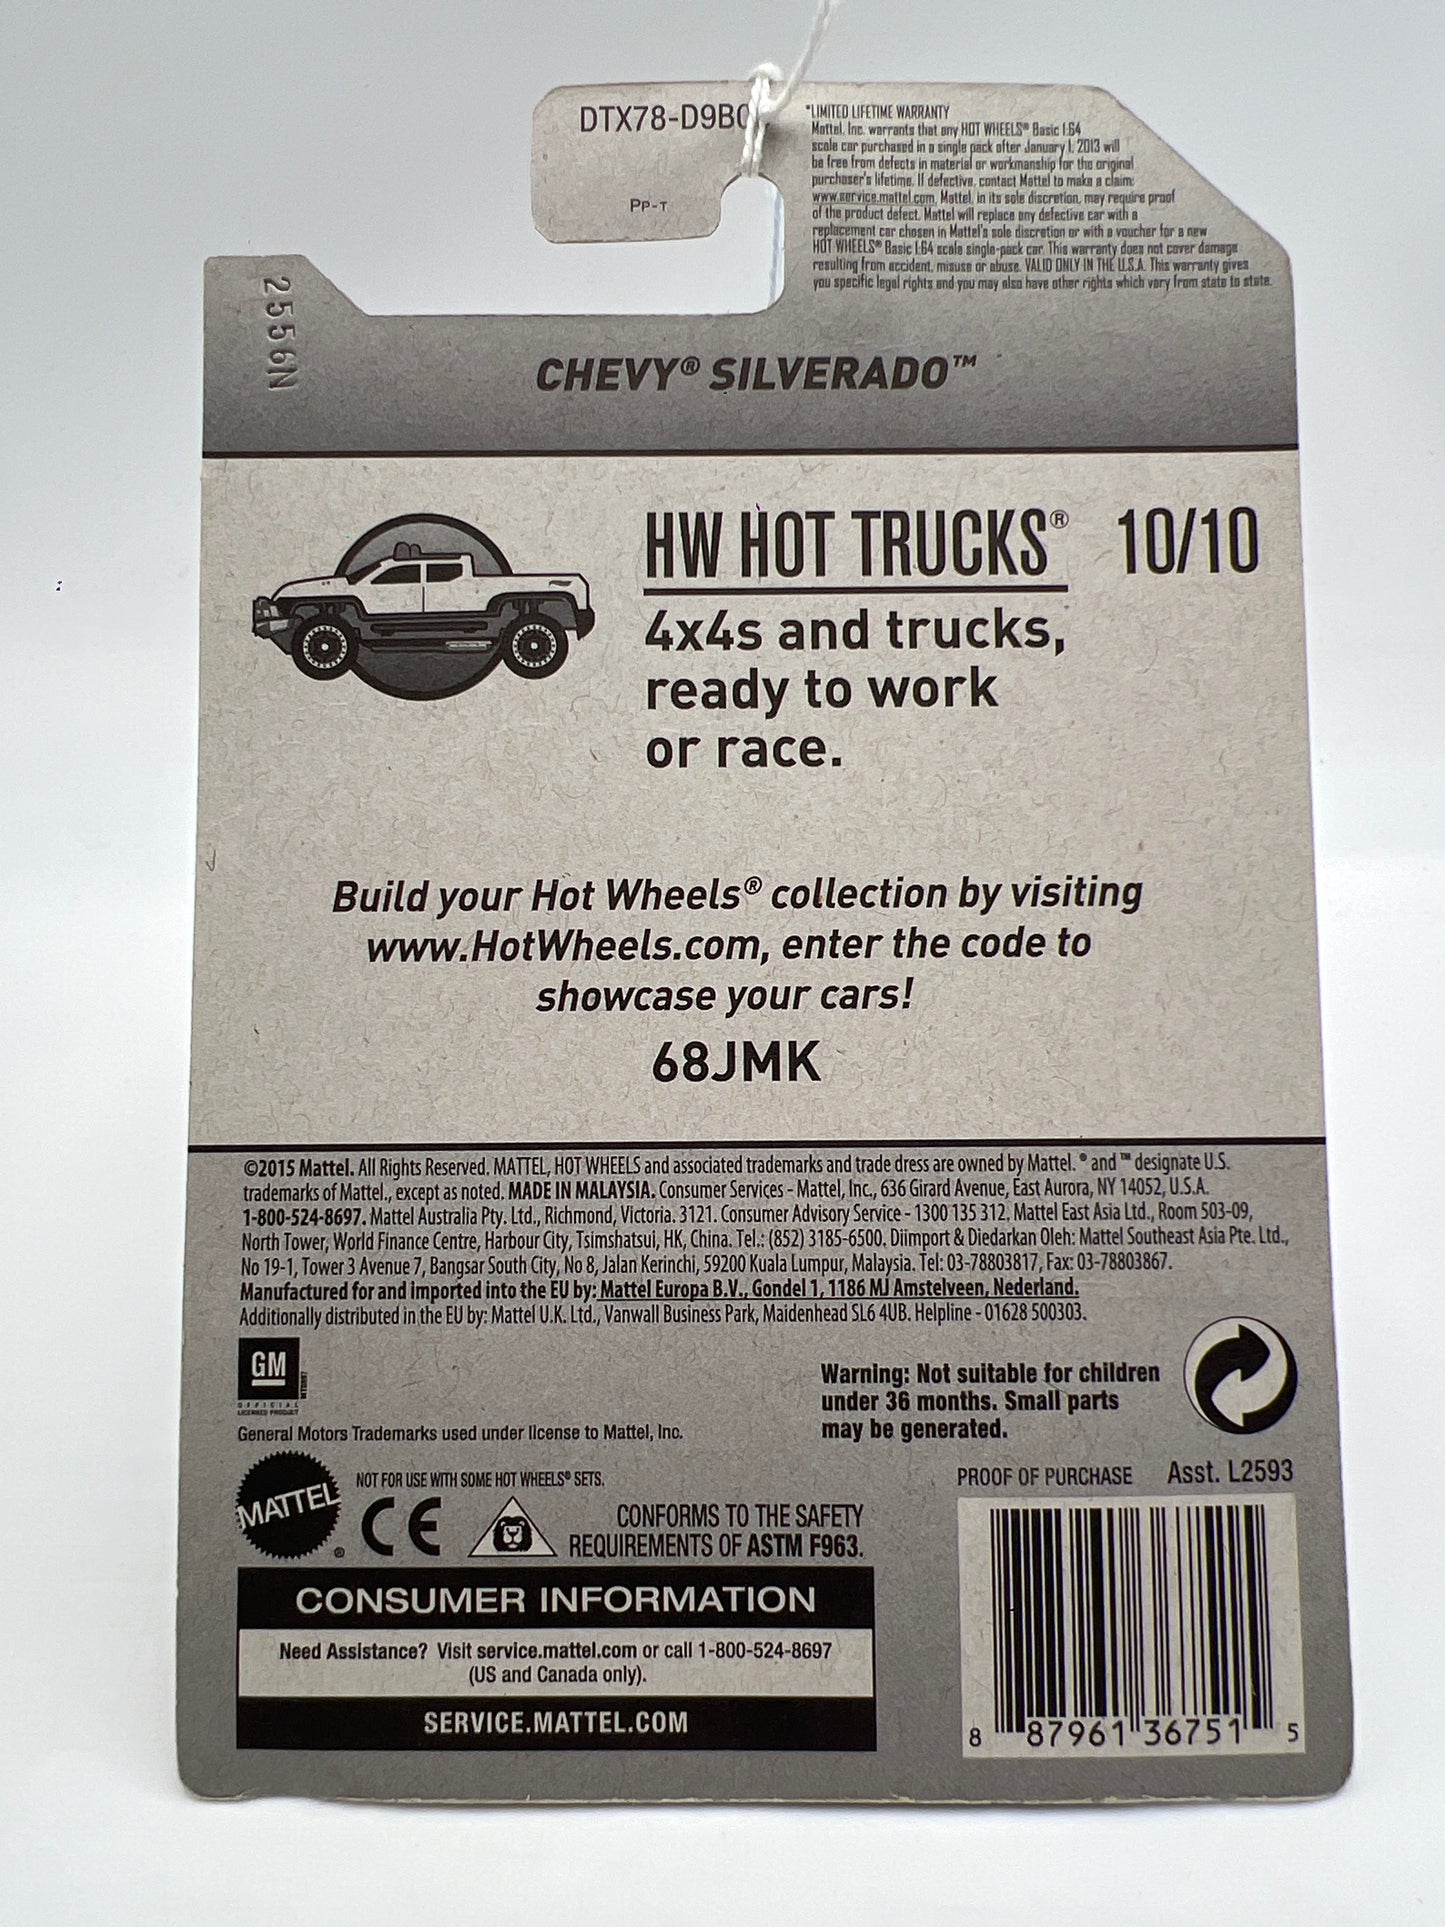 DTX78-D9B0
PP-T
*LIMITED LIFETIME WARRANTY
Mattel, Inc. warrants that any HOT WHEELS® Basic 1:64
scale car purchased in a single pack after January 1, 2013 will
be free from defects in material or workmanship for the original
purchaser's lifetime. If defective, contact Mattel to make a claim:
www.service.mattel.com. Mattel, in its sole discretion, may require proof
of the product defect. Mattel will replace any defective car with a
replacement car chosen in Mattel's sole discretion or with a voucher for a new
HOT WHEELS® Basic 1:64 scale single-pack car. This warranty does not cover damage
resulting from accident, misuse or abuse. VALID ONLY IN THE U.S.A. This warranty gives
you specific legal rights and you may also have other rights which vary from state to state.
2556N
CHEVY® SILVERADO™
HW HOT TRUCKS® 10/10
4x4s and trucks,
ready to work
or race.
Build your Hot Wheels® collection by visiting
www.HotWheels.com, enter the code to
showcase your cars!
68JMK
©2015 Mattel. All Rights Reserved. MATTEL, HOT WHEELS and associated trademarks and trade dress are owned by Mattel. ® and ™ designate U.S.
trademarks of Mattel., except as noted. MADE IN MALAYSIA. Consumer Services - Mattel, Inc., 636 Girard Avenue, East Aurora, NY 14052, U.S.A.
1-800-524-8697. Mattel Australia Pty. Ltd., Richmond, Victoria. 3121. Consumer Advisory Service - 1300 135 312. Mattel East Asia Ltd., Room 503-09,
North Tower, World Finance Centre, Harbour City, Tsimshatsui, HK, China. Tel.: (852) 3185-6500. Diimport & Diedarkan Oleh: Mattel Southeast Asia Pte. Ltd.,
No 19-1, Tower 3 Avenue 7, Bangsar South City, No 8, Jalan Kerinchi, 59200 Kuala Lumpur, Malaysia. Tel: 03-78803817, Fax: 03-78803867.
Manufactured for and imported into the EU by: Mattel Europa B.V., Gondel 1, 1186 MJ Amstelveen, Nederland.
Additionally distributed in the EU by: Mattel U.K. Ltd., Vanwall Business Park, Maidenhead SL6 4UB. Helpline - 01628 500303.
GM
OFFICIAL
LICENSED PRODUCT
General Motors Trademarks used under license to Mattel, Inc.
Warning: Not suitable for children
under 36 months. Small parts
may be generated.
MATTEL®
NOT FOR USE WITH SOME HOT WHEELS® SETS.
CE
CONFORMS TO THE SAFETY
REQUIREMENTS OF ASTM F963.
PROOF OF PURCHASE Asst. L2593
CONSUMER INFORMATION
Need Assistance? Visit service.mattel.com or call 1-800-524-8697
(US and Canada only).
SERVICE.MATTEL.COM
8 87961 36751 5